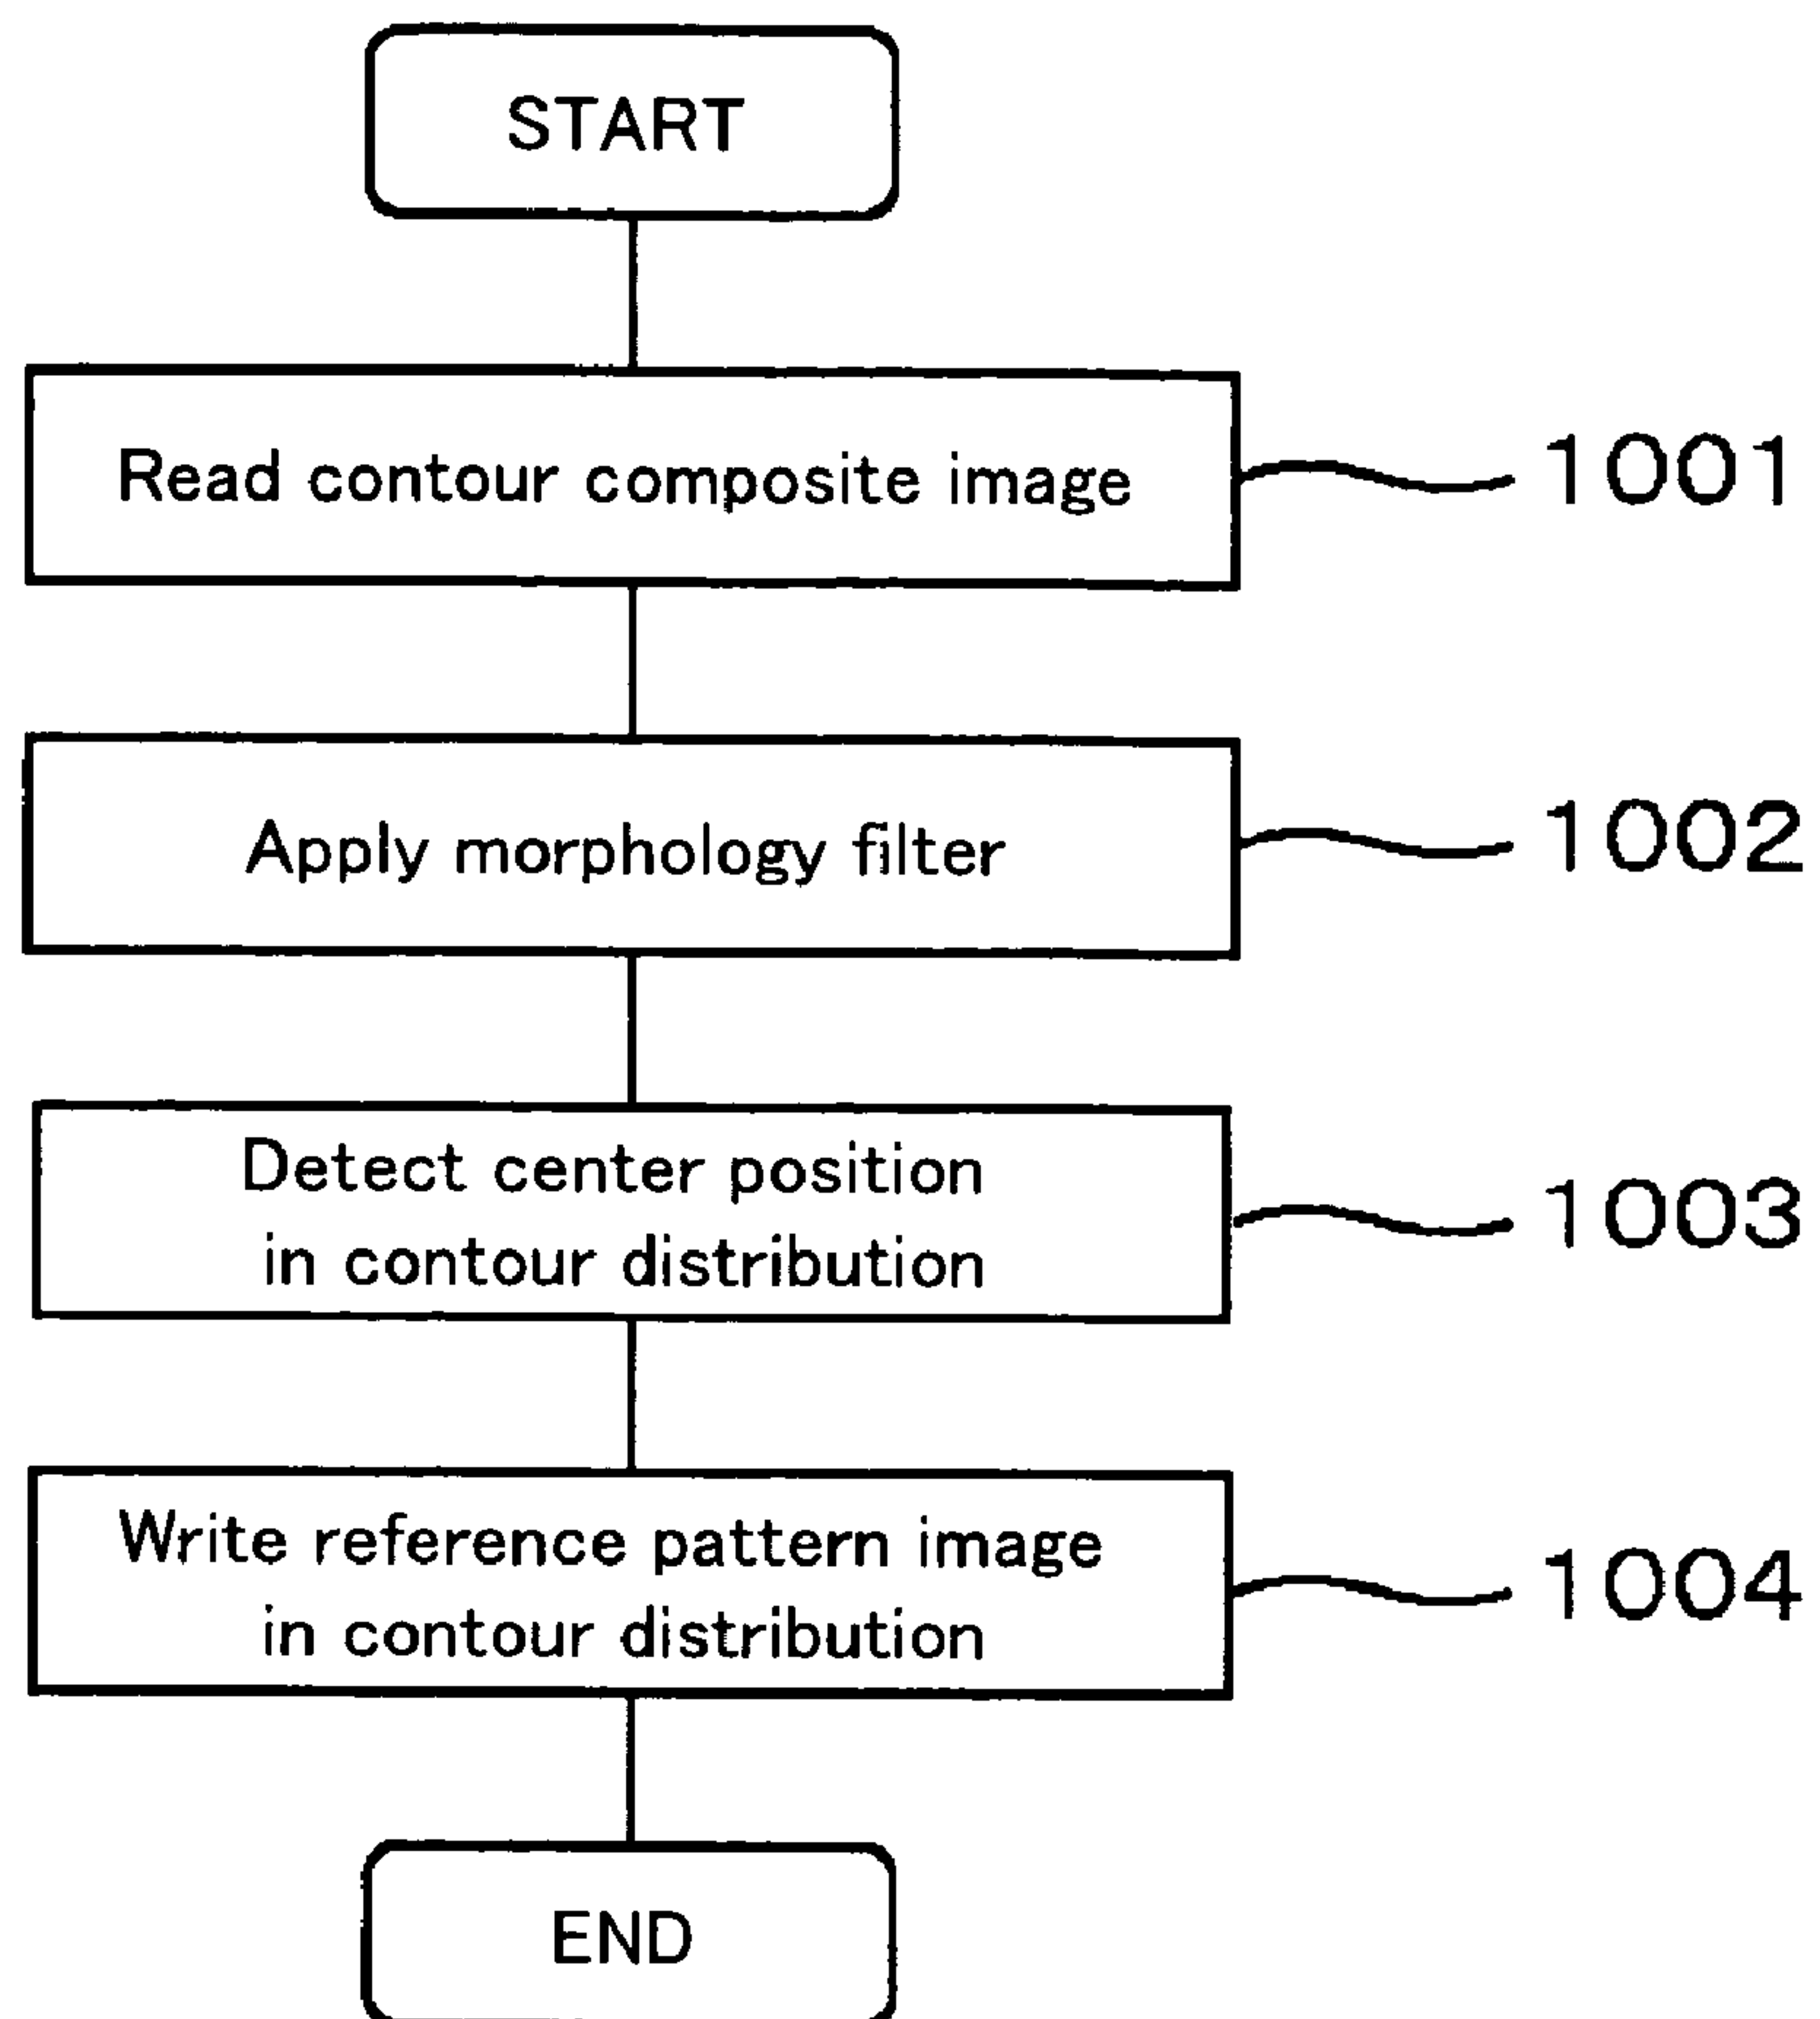 START
Read contour composite image
1001
Apply morphology filter
1002
Detect center position
in contour distribution
1003
Write reference pattern image
in contour distribution
1004
END